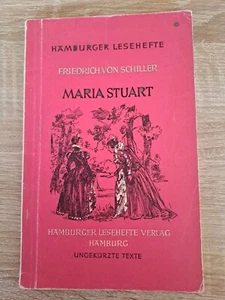 HAMBURGER LESEHEFTE
FRIEDRICH VON SCHILLER
MARIA STUART
HAMBURGER LESEHEFTE VERLAG
HAMBURG
UNGEKÜRZTE TEXTE